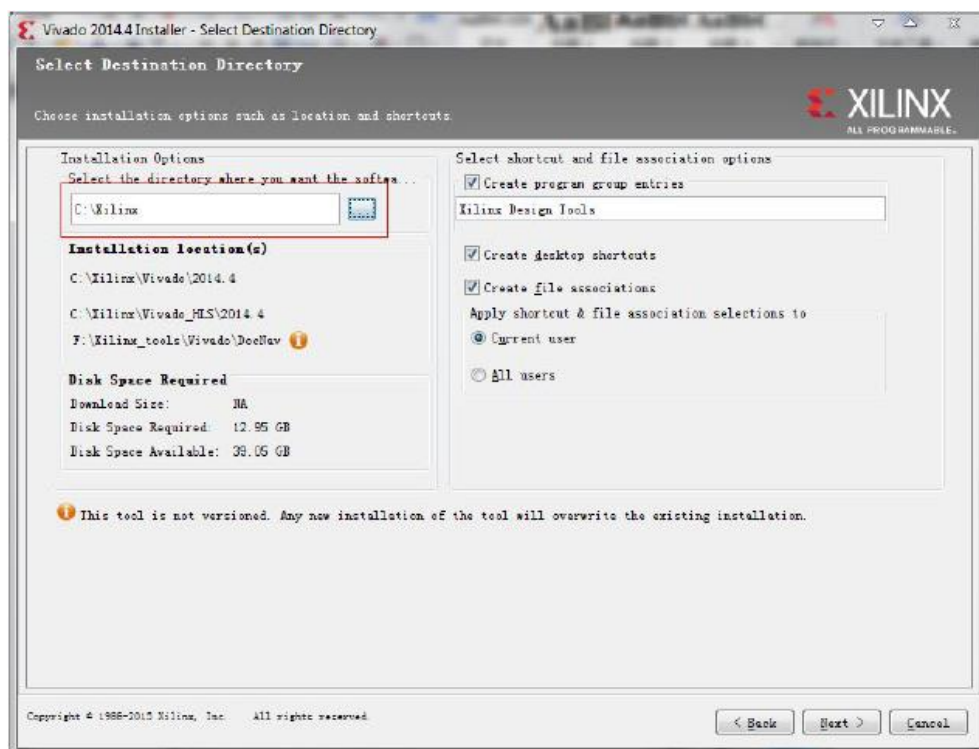 Vivado 2014.4 Installer - Select Destination Directory
Select Destination Directory
Choose installation options such as location and shortcuts.
XILINX
ALL PROGRAMMABLE.
Installation Options
Select the directory where you want the softwa...
C:\Xilinx
...
Installation location(s)
C:\Xilinx\Vivado\2014.4
C:\Xilinx\Vivado_HLS\2014.4
F:\Xilinx_tools\Vivado\DocNav
Disk Space Required
Download Size: NA
Disk Space Required: 12.95 GB
Disk Space Available: 39.05 GB
Select shortcut and file association options
Create program group entries
Xilinx Design Tools
Create desktop shortcuts
Create file associations
Apply shortcut & file association selections to
Current user
All users
This tool is not versioned. Any new installation of the tool will overwrite the existing installation.
Copyright © 1986-2015 Xilinx, Inc. All rights reserved.
< Back
Next >
Cancel